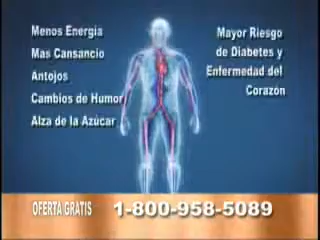 Menos Energia
Mas Cansancio
Antojos
Cambios de Humor
Alza de la Azúcar
Mayor Riesgo
de Diabetes y
Enfermedad del
Corazón
OFERTA GRATIS 1-800-958-5089